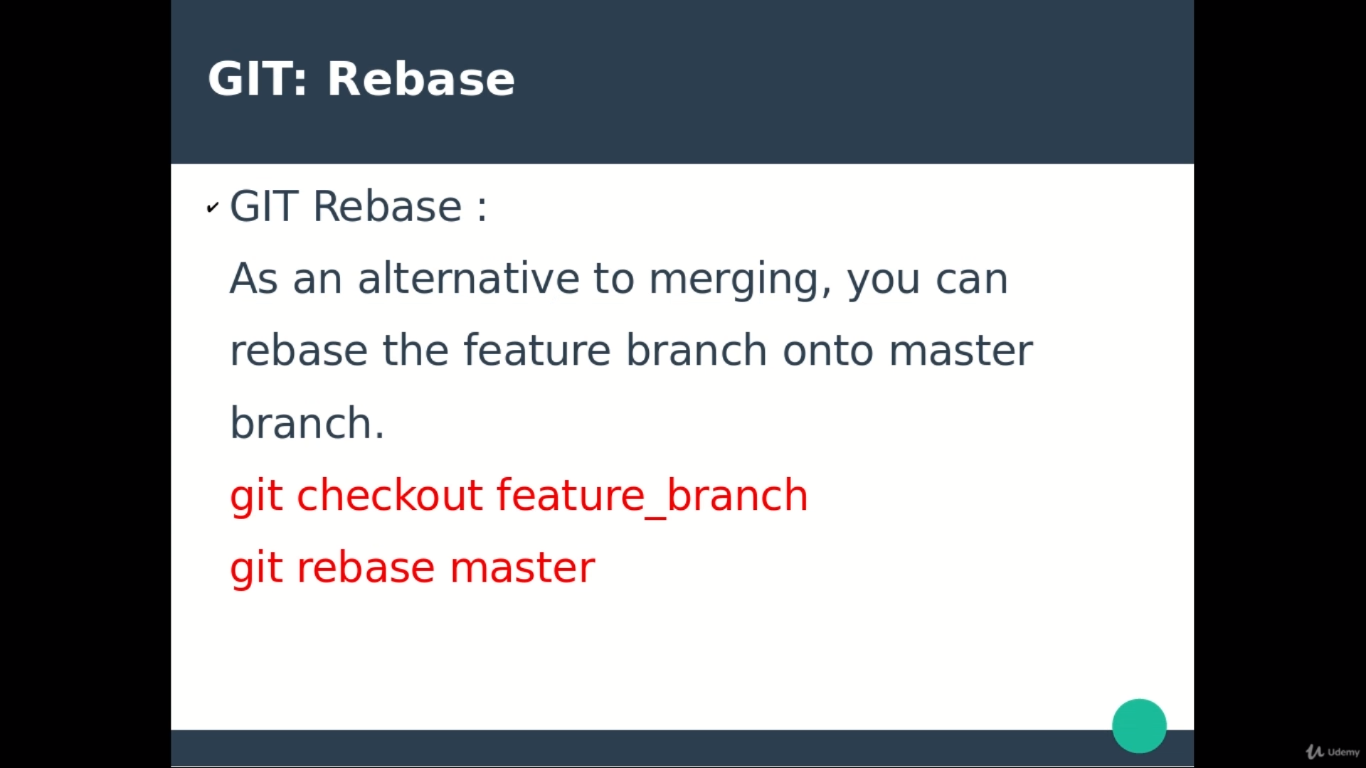 GIT: Rebase
✔ GIT Rebase :
As an alternative to merging, you can
rebase the feature branch onto master
branch.
git checkout feature_branch
git rebase master
Udemy